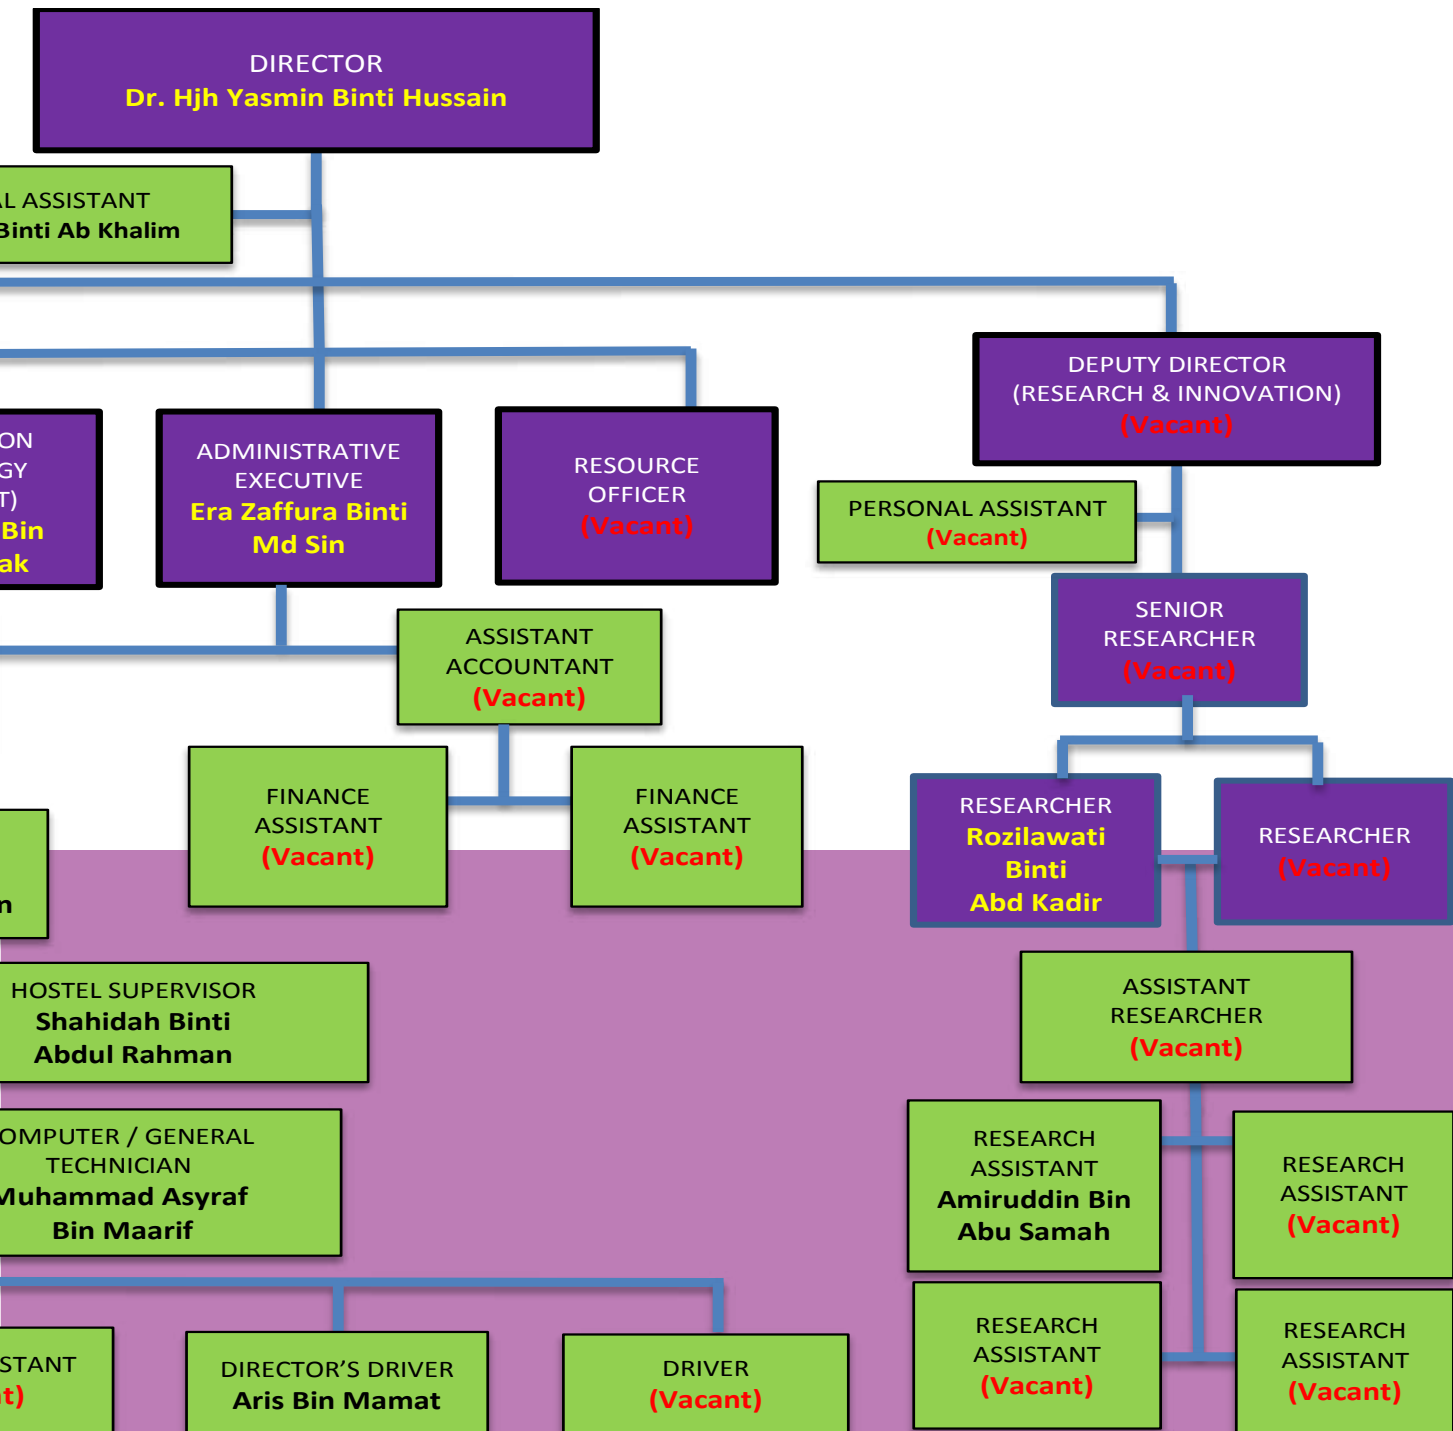 DIRECTOR
Dr. Hjh Yasmin Binti Hussain
ASSISTANT
Binti Ab Khalim
DEPUTY DIRECTOR
(RESEARCH & INNOVATION)
(Vacant)
ADMINISTRATIVE
EXECUTIVE
Era Zaffura Binti
Md Sin
RESOURCE
OFFICER
(Vacant)
Bin
PERSONAL ASSISTANT
(Vacant)
SENIOR
RESEARCHER
(Vacant)
ASSISTANT
ACCOUNTANT
(Vacant)
FINANCE
ASSISTANT
(Vacant)
FINANCE
ASSISTANT
(Vacant)
RESEARCHER
Rozilawati
Binti
Abd Kadir
RESEARCHER
(Vacant)
HOSTEL SUPERVISOR
Shahidah Binti
Abdul Rahman
ASSISTANT
RESEARCHER
(Vacant)
OMPUTER / GENERAL
TECHNICIAN
Muhammad Asyraf
Bin Maarif
RESEARCH
ASSISTANT
Amiruddin Bin
Abu Samah
RESEARCH
ASSISTANT
(Vacant)
RESEARCH
ASSISTANT
(Vacant)
RESEARCH
ASSISTANT
(Vacant)
DIRECTOR’S DRIVER
Aris Bin Mamat
DRIVER
(Vacant)